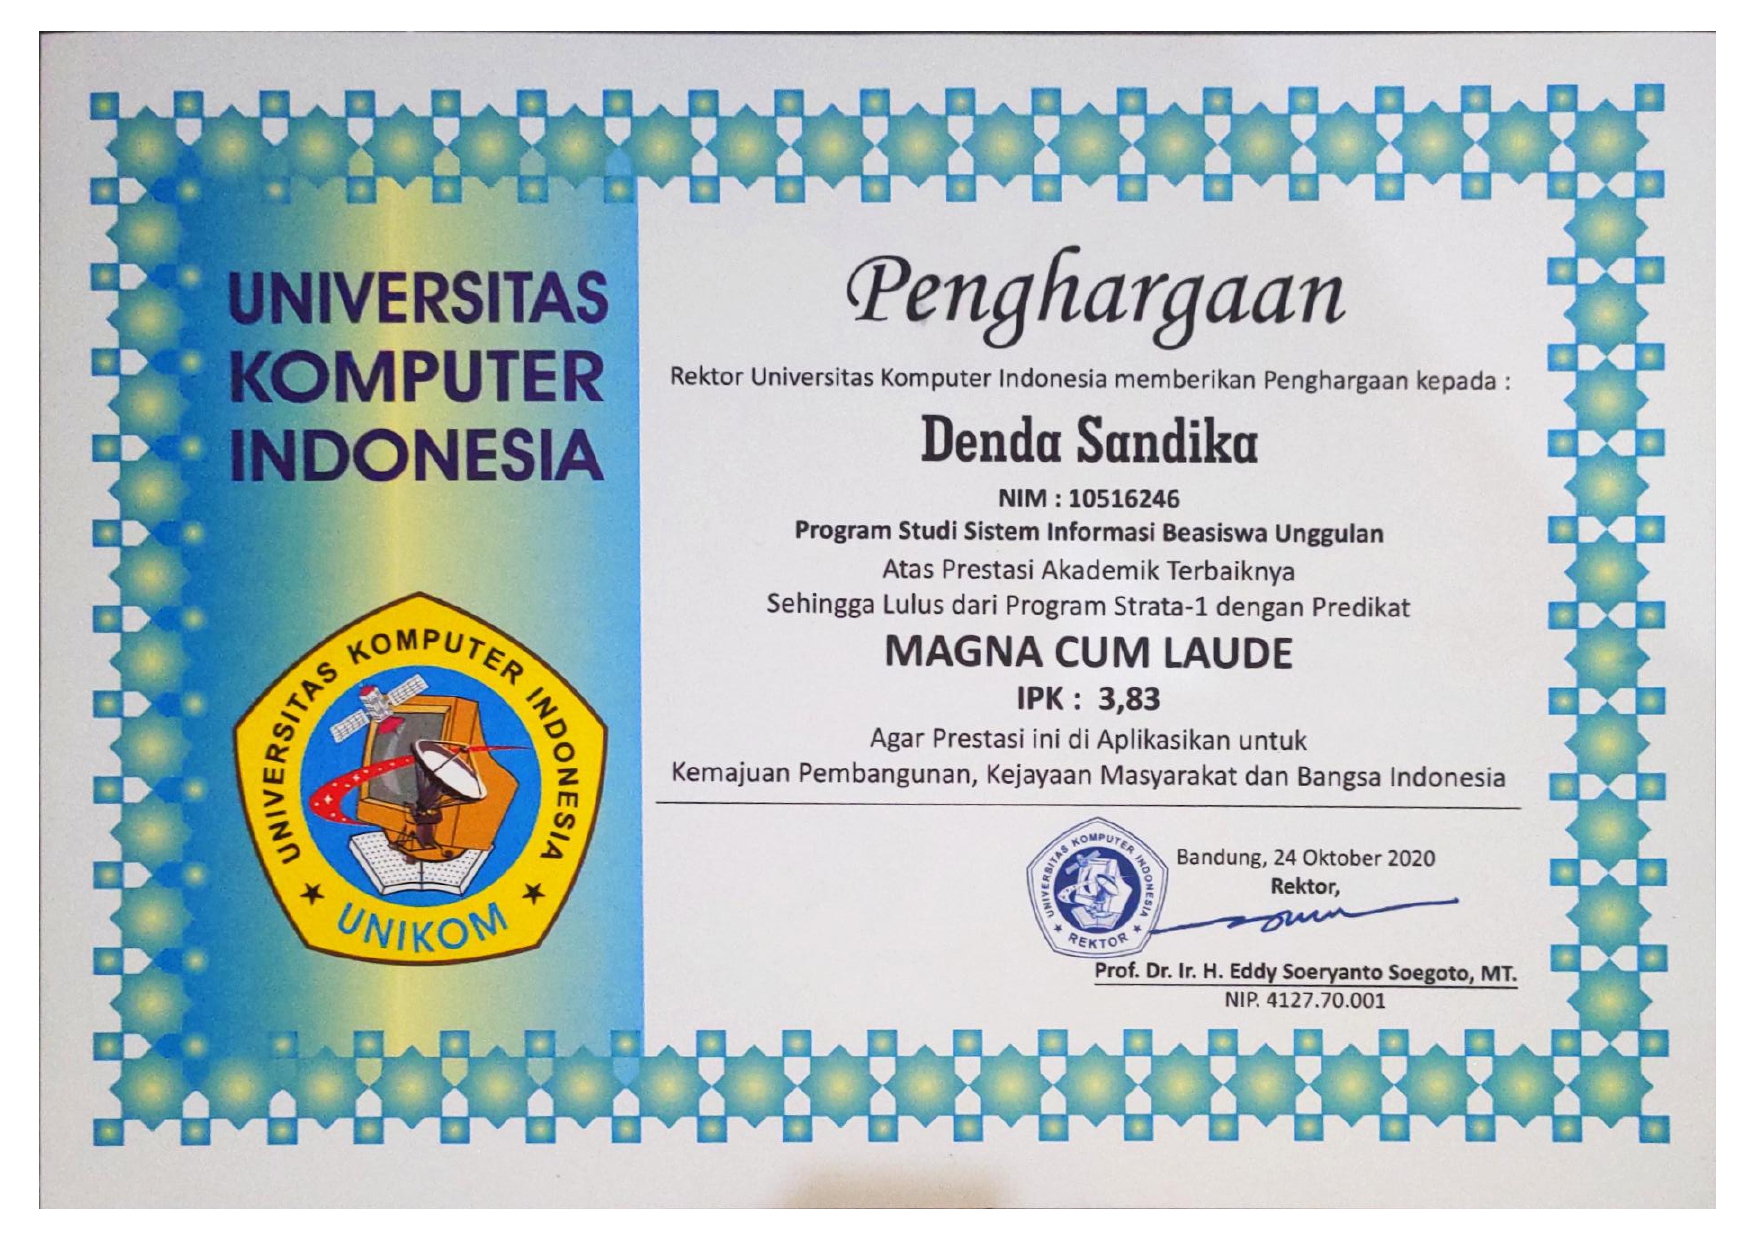 UNIVERSITAS
KOMPUTER
INDONESIA
UNIVERSITAS KOMPUTER INDONESIA
UNIKOM
Penghargaan
Rektor Universitas Komputer Indonesia memberikan Penghargaan kepada :
Denda Sandika
NIM : 10516246
Program Studi Sistem Informasi Beasiswa Unggulan
Atas Prestasi Akademik Terbaiknya
Sehingga Lulus dari Program Strata-1 dengan Predikat
MAGNA CUM LAUDE
IPK : 3,83
Agar Prestasi ini di Aplikasikan untuk
Kemajuan Pembangunan, Kejayaan Masyarakat dan Bangsa Indonesia
UNIVERSITAS KOMPUTER INDONESIA
REKTOR
Bandung, 24 Oktober 2020
Rektor,
Prof. Dr. Ir. H. Eddy Soeryanto Soegoto, MT.
NIP. 4127.70.001